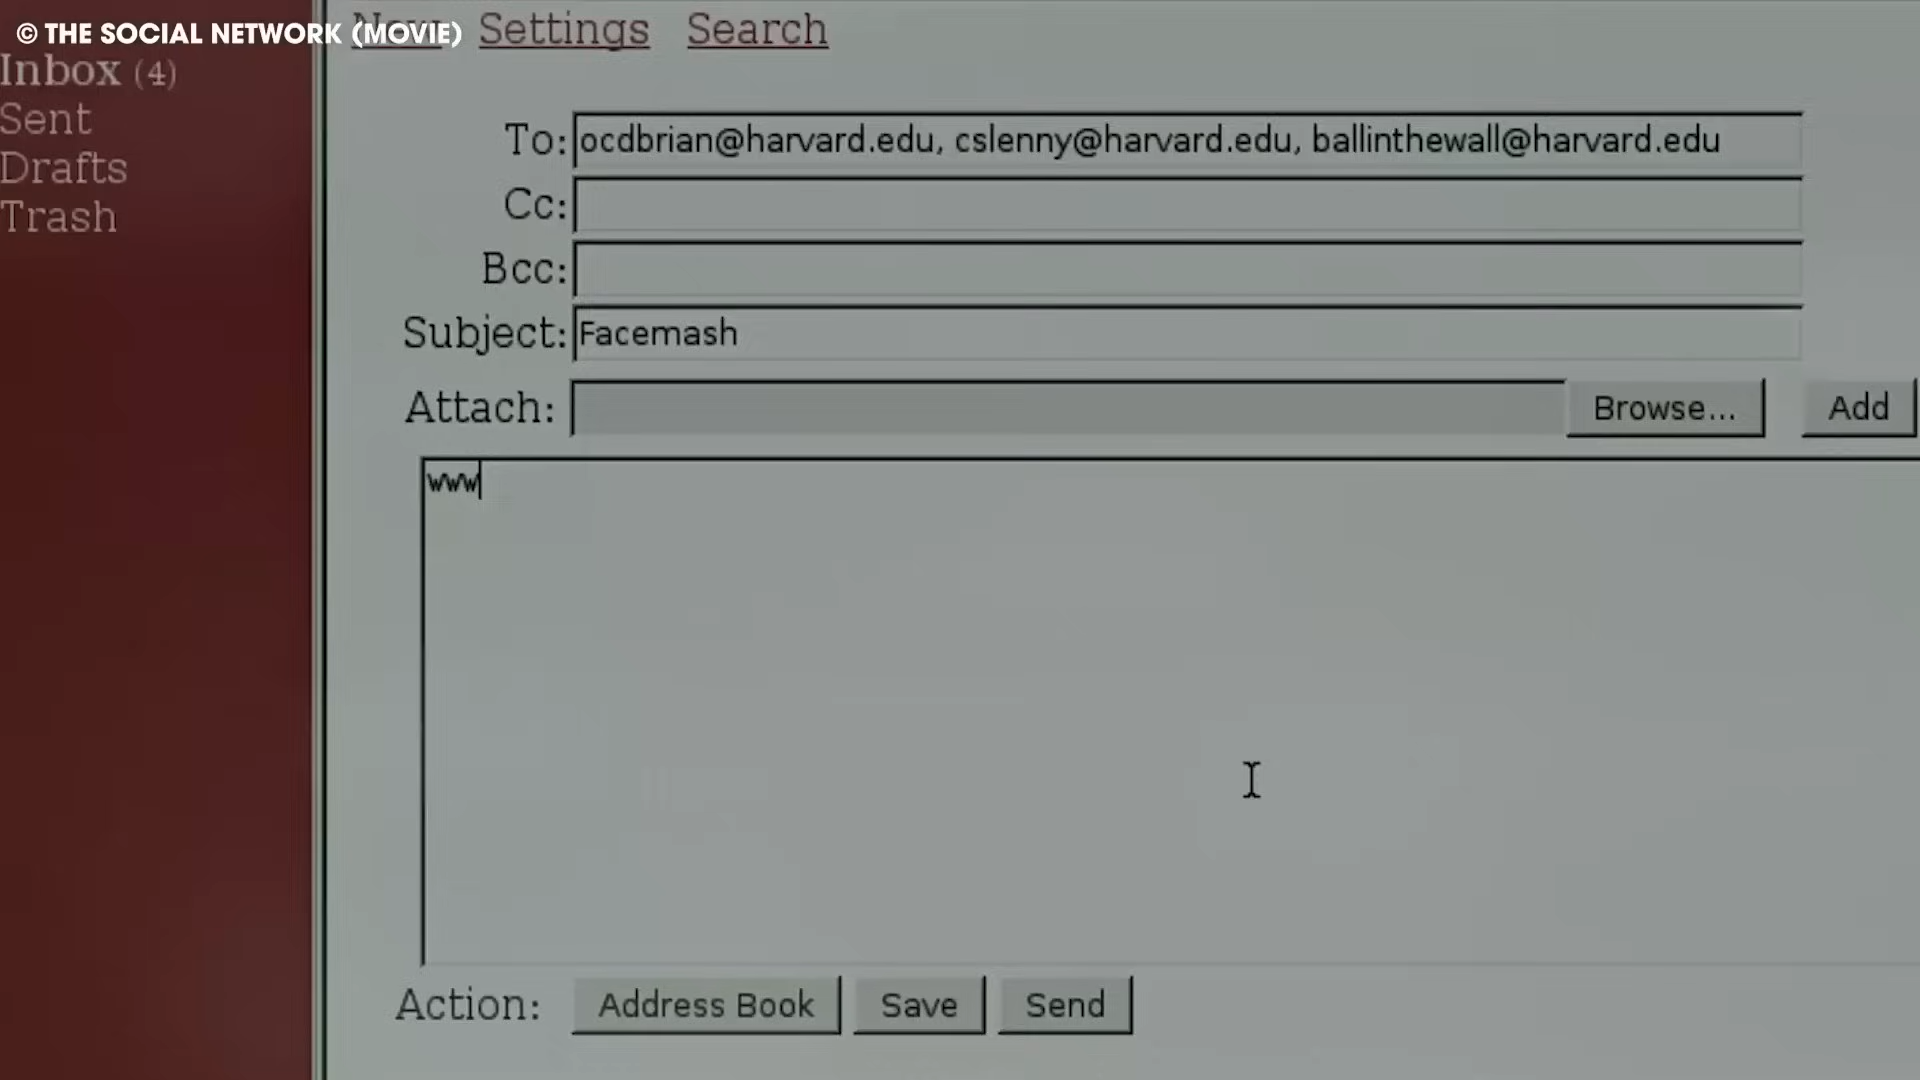 © THE SOCIAL NETWORK (MOVIE)
New Settings Search
Inbox (4)
Sent
Drafts
Trash
To: ocdbrian@harvard.edu, cslenny@harvard.edu, ballinthewall@harvard.edu
Cc:
Bcc:
Subject: Facemash
Attach: Browse... Add
www
Action: Address Book Save Send